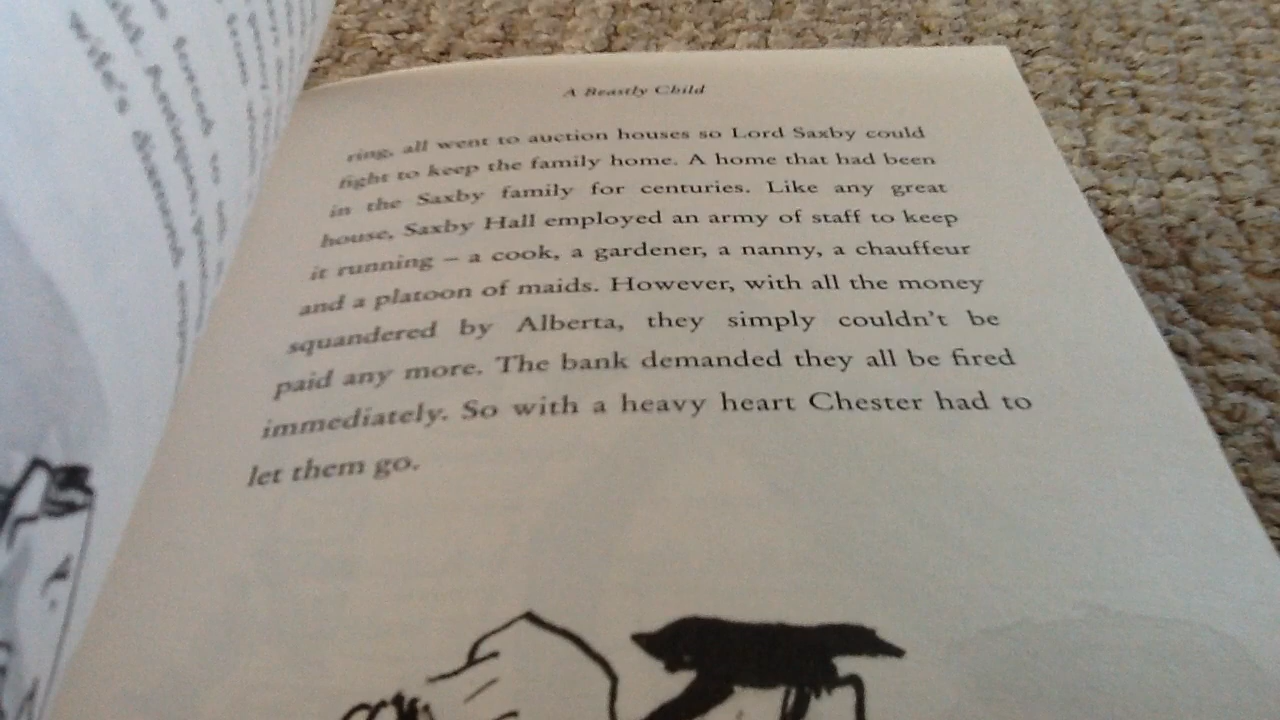 wife's diamond
forced to
A Beastly Child
ring, all went to auction houses so Lord Saxby could
fight to keep the family home. A home that had been
in the Saxby family for centuries. Like any great
house, Saxby Hall employed an army of staff to keep
it running – a cook, a gardener, a nanny, a chauffeur
and a platoon of maids. However, with all the money
squandered by Alberta, they simply couldn't be
paid any more. The bank demanded they all be fired
immediately. So with a heavy heart Chester had to
let them go.